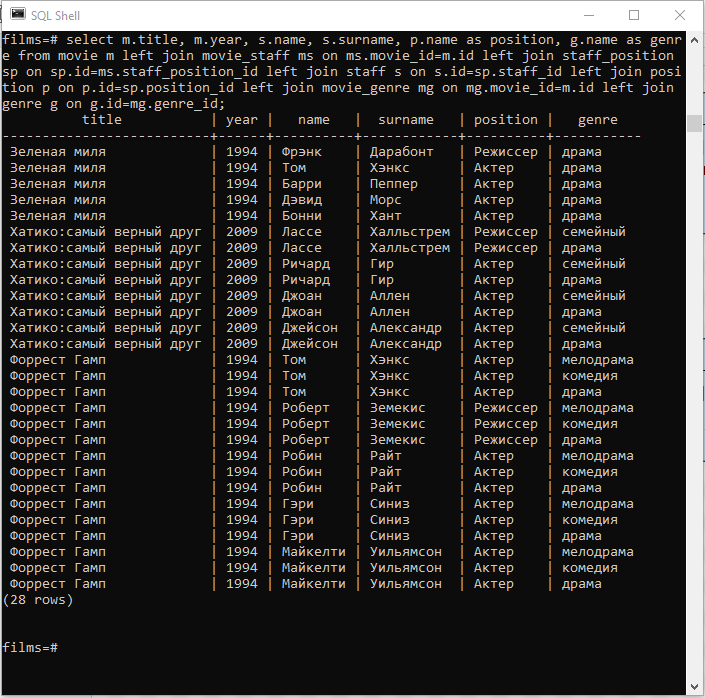 SQL Shell
films=# select m.title, m.year, s.name, s.surname, p.name as position, g.name as genr
e from movie m left join movie_staff ms on ms.movie_id=m.id left join staff_position
sp on sp.id=ms.staff_position_id left join staff s on s.id=sp.staff_id left join posi
tion p on p.id=sp.position_id left join movie_genre mg on mg.movie_id=m.id left join
genre g on g.id=mg.genre_id;
          title           | year |   name   |  surname   | position |   genre
--------------------------+------+----------+------------+----------+-----------
 Зеленая миля             | 1994 | Фрэнк    | Дарабонт   | Режиссер | драма
 Зеленая миля             | 1994 | Том      | Хэнкс      | Актер    | драма
 Зеленая миля             | 1994 | Барри    | Пеппер     | Актер    | драма
 Зеленая миля             | 1994 | Дэвид    | Морс       | Актер    | драма
 Зеленая миля             | 1994 | Бонни    | Хант       | Актер    | драма
 Хатико:самый верный друг | 2009 | Лассе    | Халльстрем | Режиссер | семейный
 Хатико:самый верный друг | 2009 | Лассе    | Халльстрем | Режиссер | драма
 Хатико:самый верный друг | 2009 | Ричард   | Гир        | Актер    | семейный
 Хатико:самый верный друг | 2009 | Ричард   | Гир        | Актер    | драма
 Хатико:самый верный друг | 2009 | Джоан    | Аллен      | Актер    | семейный
 Хатико:самый верный друг | 2009 | Джоан    | Аллен      | Актер    | драма
 Хатико:самый верный друг | 2009 | Джейсон  | Александр  | Актер    | семейный
 Хатико:самый верный друг | 2009 | Джейсон  | Александр  | Актер    | драма
 Форрест Гамп             | 1994 | Том      | Хэнкс      | Актер    | мелодрама
 Форрест Гамп             | 1994 | Том      | Хэнкс      | Актер    | комедия
 Форрест Гамп             | 1994 | Том      | Хэнкс      | Актер    | драма
 Форрест Гамп             | 1994 | Роберт   | Земекис    | Режиссер | мелодрама
 Форрест Гамп             | 1994 | Роберт   | Земекис    | Режиссер | комедия
 Форрест Гамп             | 1994 | Роберт   | Земекис    | Режиссер | драма
 Форрест Гамп             | 1994 | Робин    | Райт       | Актер    | мелодрама
 Форрест Гамп             | 1994 | Робин    | Райт       | Актер    | комедия
 Форрест Гамп             | 1994 | Робин    | Райт       | Актер    | драма
 Форрест Гамп             | 1994 | Гэри     | Синиз      | Актер    | мелодрама
 Форрест Гамп             | 1994 | Гэри     | Синиз      | Актер    | комедия
 Форрест Гамп             | 1994 | Гэри     | Синиз      | Актер    | драма
 Форрест Гамп             | 1994 | Майкелти | Уильямсон  | Актер    | мелодрама
 Форрест Гамп             | 1994 | Майкелти | Уильямсон  | Актер    | комедия
 Форрест Гамп             | 1994 | Майкелти | Уильямсон  | Актер    | драма
(28 rows)
films=#